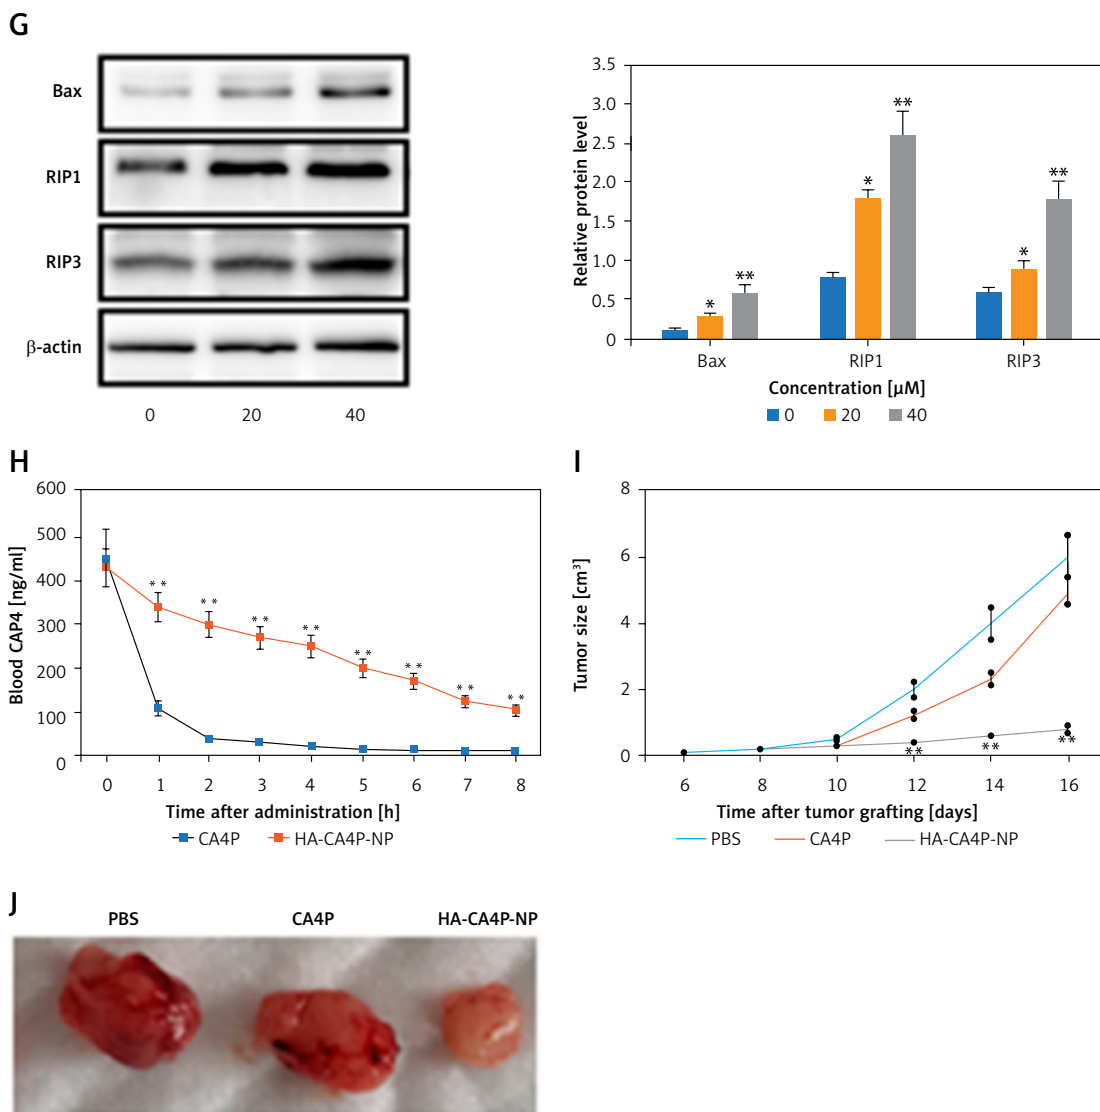 G
Bax
RIP1
RIP3
β-actin
0 20 40
Relative protein level
3.5
3.0
2.5
2.0
1.5
1.0
0.5
0
* ** * ** * **
Bax RIP1 RIP3
Concentration [μM]
0 20 40
H
Blood CAP4 [ng/ml]
600
500
400
300
200
100
0
** ** ** ** ** ** ** **
0 1 2 3 4 5 6 7 8
Time after administration [h]
CA4P HA-CA4P-NP
I
Tumor size [cm³]
8
6
4
2
0
** ** **
6 8 10 12 14 16
Time after tumor grafting [days]
PBS CA4P HA-CA4P-NP
J
PBS CA4P HA-CA4P-NP